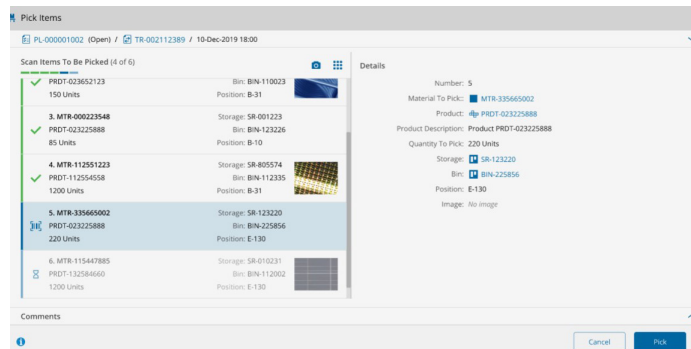 Pick Items
PL-000001002 (Open) / TR-002112389 / 10-Dec-2019 18:00
Scan Items To Be Picked (4 of 6)
PRDT-023652123 Bin: BIN-110023
150 Units Position: B-31
3. MTR-000223548 Storage: SR-001223
PRDT-023225888 Bin: BIN-123226
85 Units Position: B-10
4. MTR-112551223 Storage: SR-805574
PRDT-112554558 Bin: BIN-112335
1200 Units Position: B-31
5. MTR-335665002 Storage: SR-123220
PRDT-023225888 Bin: BIN-225856
220 Units Position: E-130
6. MTR-115447885 Storage: SR-010231
PRDT-132584660 Bin: BIN-112002
1200 Units Position: E-130
Details
Number: 5
Material To Pick: MTR-335665002
Product: PRDT-023225888
Product Description: Product PRDT-023225888
Quantity To Pick: 220 Units
Storage: SR-123220
Bin: BIN-225856
Position: E-130
Image: No image
Comments
Cancel Pick